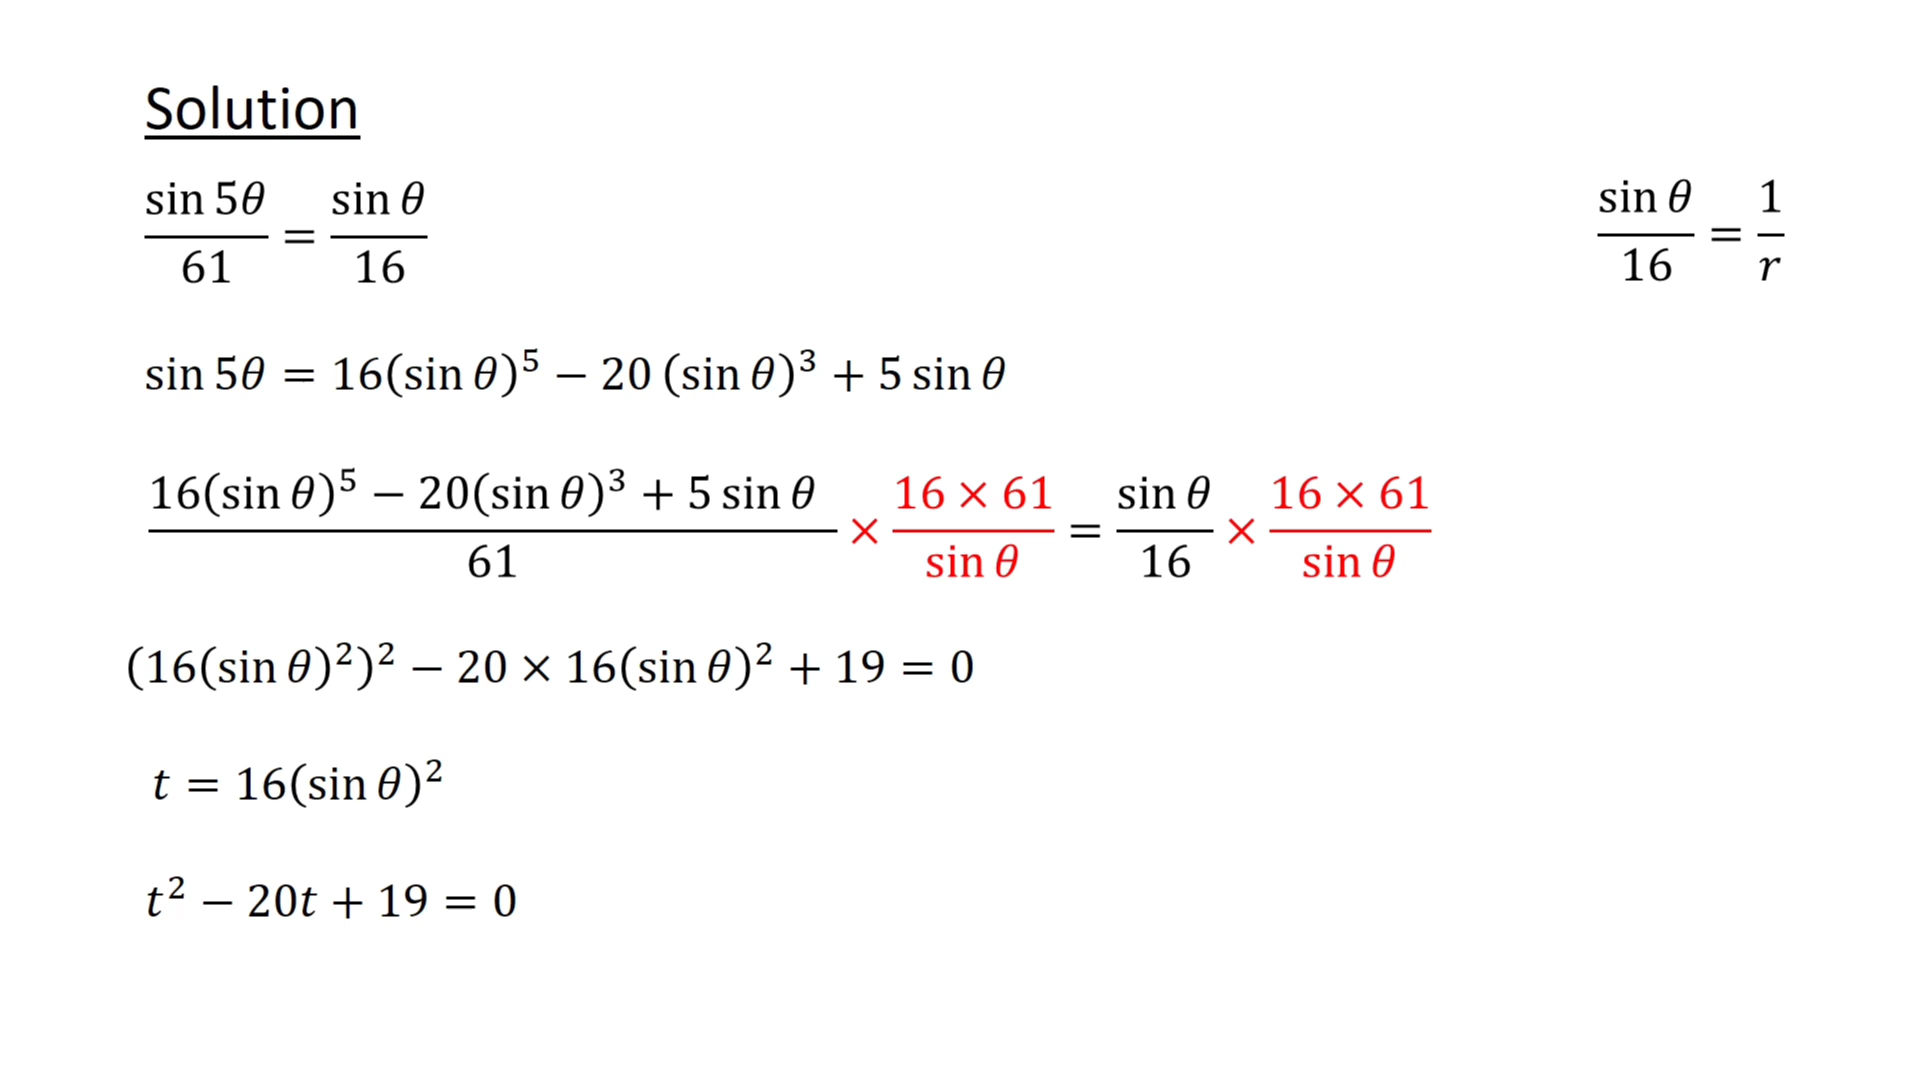 Solution
sin 5θ / 61 = sin θ / 16
sin θ / 16 = 1 / r
sin 5θ = 16(sin θ)⁵ − 20 (sin θ)³ + 5 sin θ
16(sin θ)⁵ − 20(sin θ)³ + 5 sin θ / 61 × 16 × 61 / sin θ = sin θ / 16 × 16 × 61 / sin θ
(16(sin θ)²)² − 20 × 16(sin θ)² + 19 = 0
t = 16(sin θ)²
t² − 20t + 19 = 0